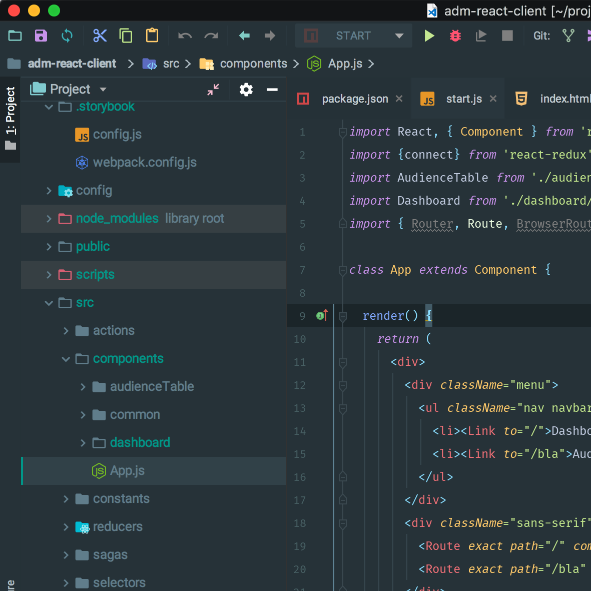 adm-react-client [~/proj
START
Git:
adm-react-client
src
components
App.js
1: Project
Project
package.json
start.js
index.html
.storybook
config.js
webpack.config.js
config
node_modules library root
public
scripts
src
actions
components
audienceTable
common
dashboard
App.js
constants
reducers
sagas
selectors
1 import React, { Component } from 'r
2 import {connect} from 'react-redux'
3 import AudienceTable from './audien
4 import Dashboard from './dashboard/
5 import { Router, Route, BrowserRout
6
7 class App extends Component {
8
9 render() {
10 return (
11 <div>
12 <div className="menu">
13 <ul className="nav navbar
14 <li><Link to="/">Dashbo
15 <li><Link to="/bla">Aud
16 </ul>
17 </div>
18 <div className="sans-serif"
19 <Route exact path="/" com
20 <Route exact path="/bla"